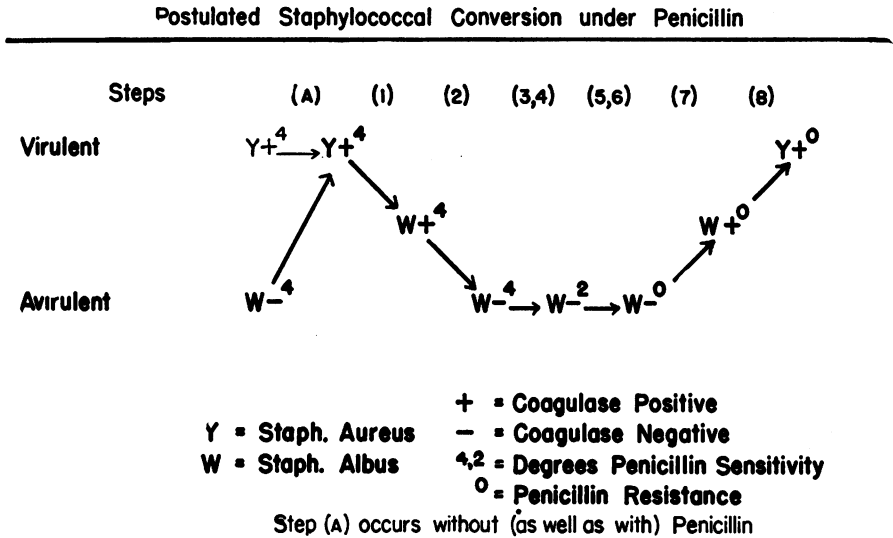 Postulated Staphylococcal Conversion under Penicillin
Steps (A) (1) (2) (3,4) (5,6) (7) (8)
Virulent Y+⁴ Y+⁴ Y+⁰
W+⁴ W+⁰
Avirulent W-⁴ W-⁴ W-² W-⁰
+ = Coagulase Positive
Y = Staph. Aureus - = Coagulase Negative
W = Staph. Albus ⁴,² = Degrees Penicillin Sensitivity
⁰ = Penicillin Resistance
Step (A) occurs without (as well as with) Penicillin